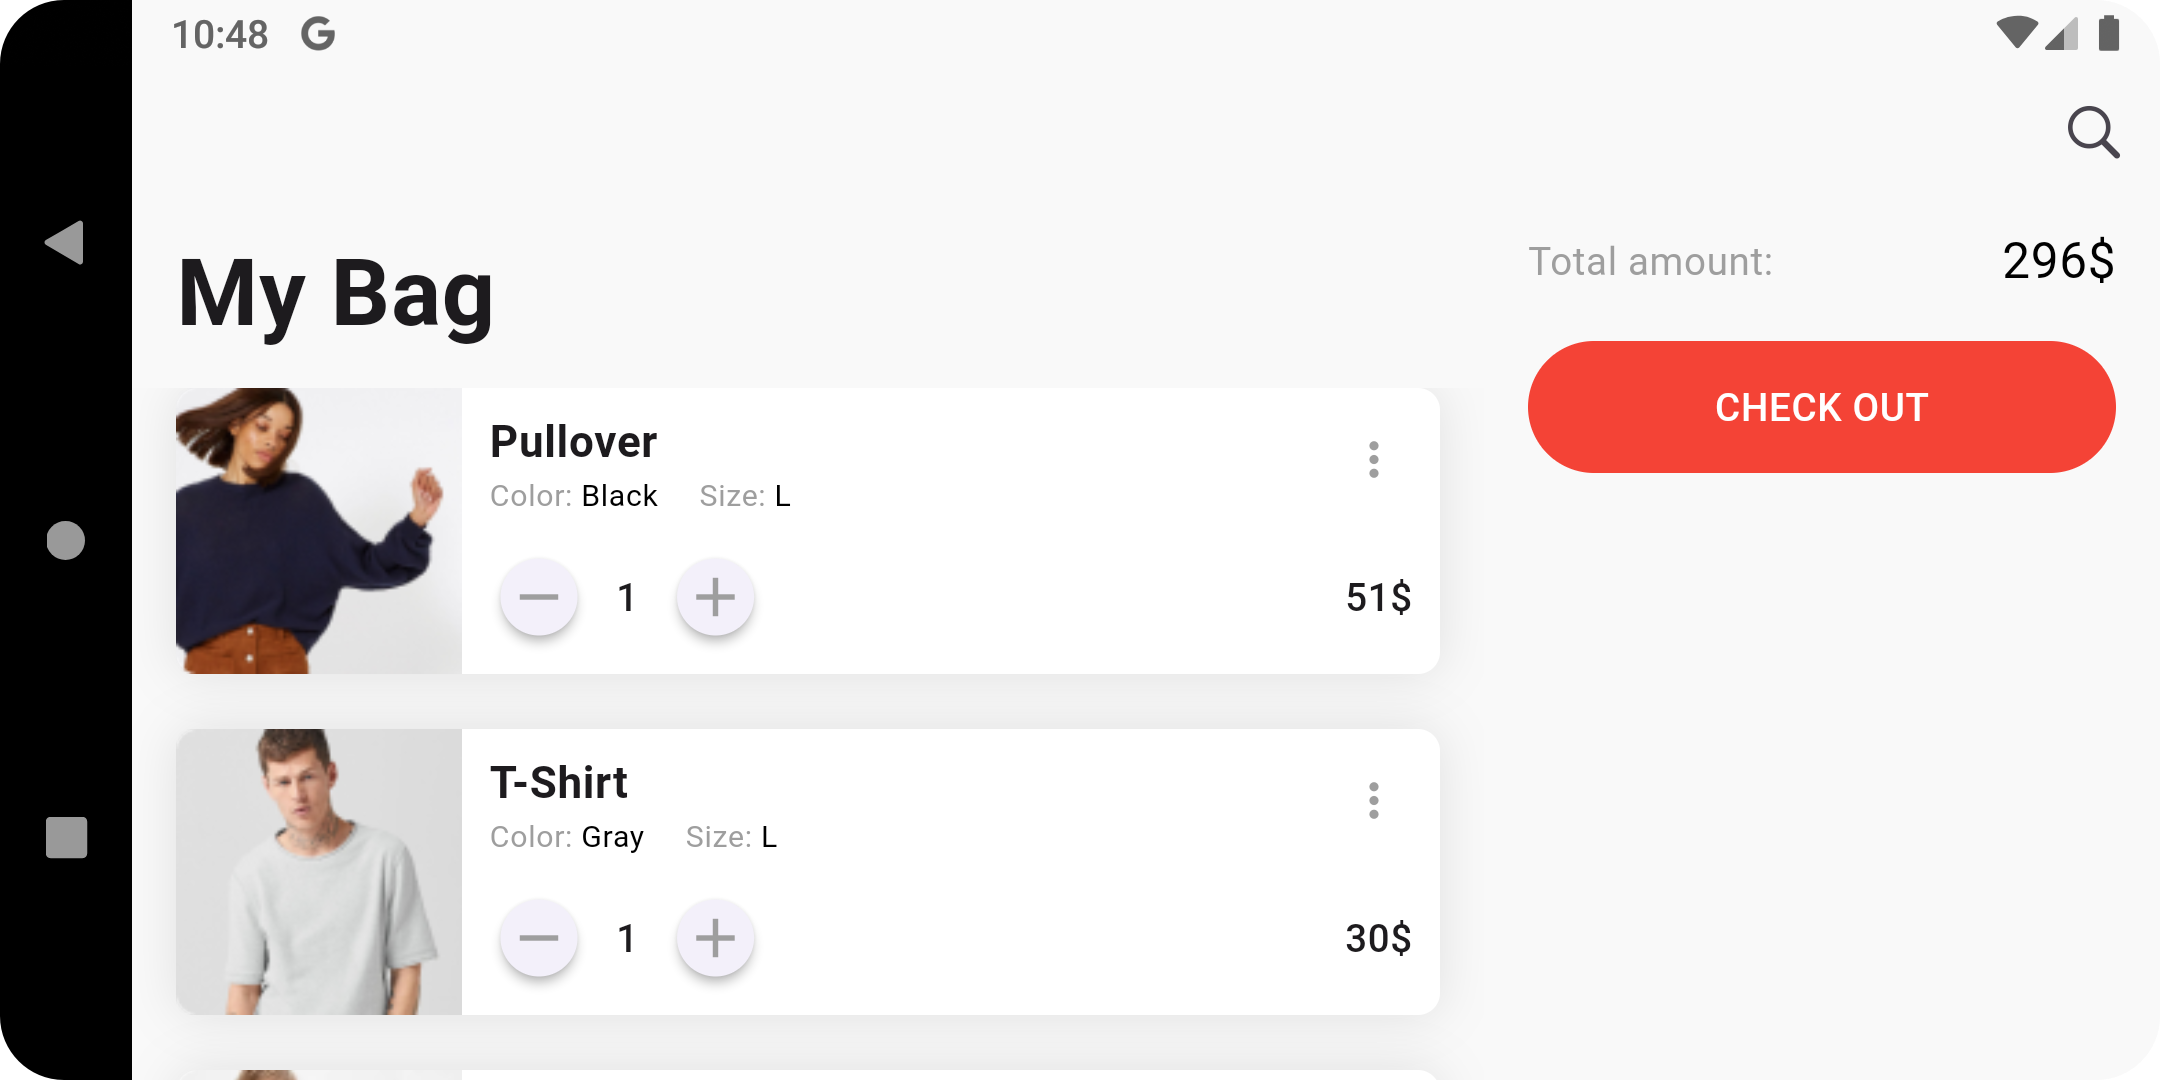 10:48
My Bag
Total amount: 296$
CHECK OUT
Pullover
Color: Black Size: L
1
51$
T-Shirt
Color: Gray Size: L
1
30$